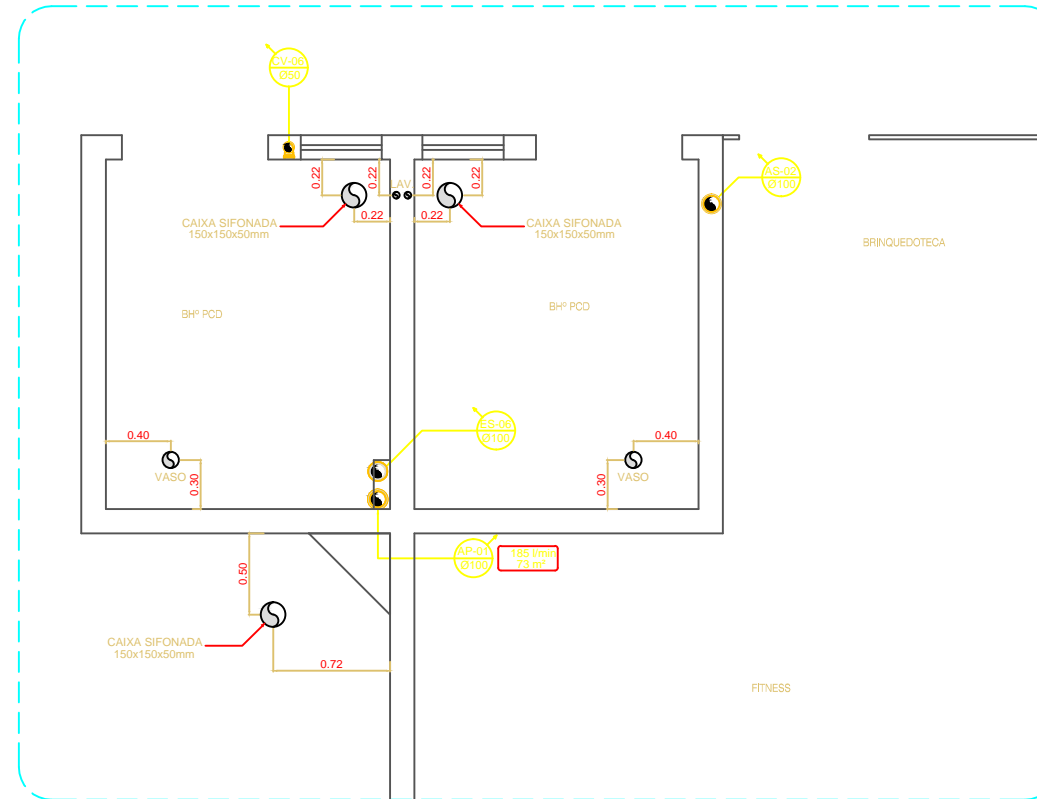 CV-06
Ø50
0.22
0.22
0.22
0.22
LAV.
AS-02
Ø100
0.22
0.22
CAIXA SIFONADA
150x150x50mm
CAIXA SIFONADA
150x150x50mm
BRINQUEDOTECA
BHº PCD
BHº PCD
ES-06
Ø100
0.40
0.40
VASO
VASO
0.30
0.30
AP-01
Ø100
185 l/min
73 m²
0.50
CAIXA SIFONADA
150x150x50mm
0.72
FITNESS